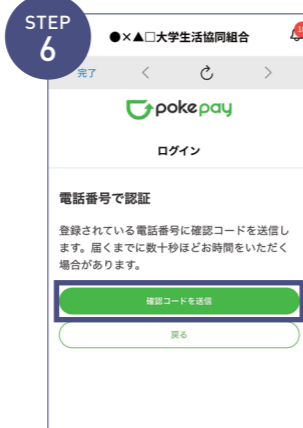 STEP
6
●×▲□大学生活協同組合
完了
pokepay
ログイン
電話番号で認証
登録されている電話番号に確認コードを送信し
ます。届くまでに数十秒ほどお時間をいただく
場合があります。
確認コードを送信
戻る